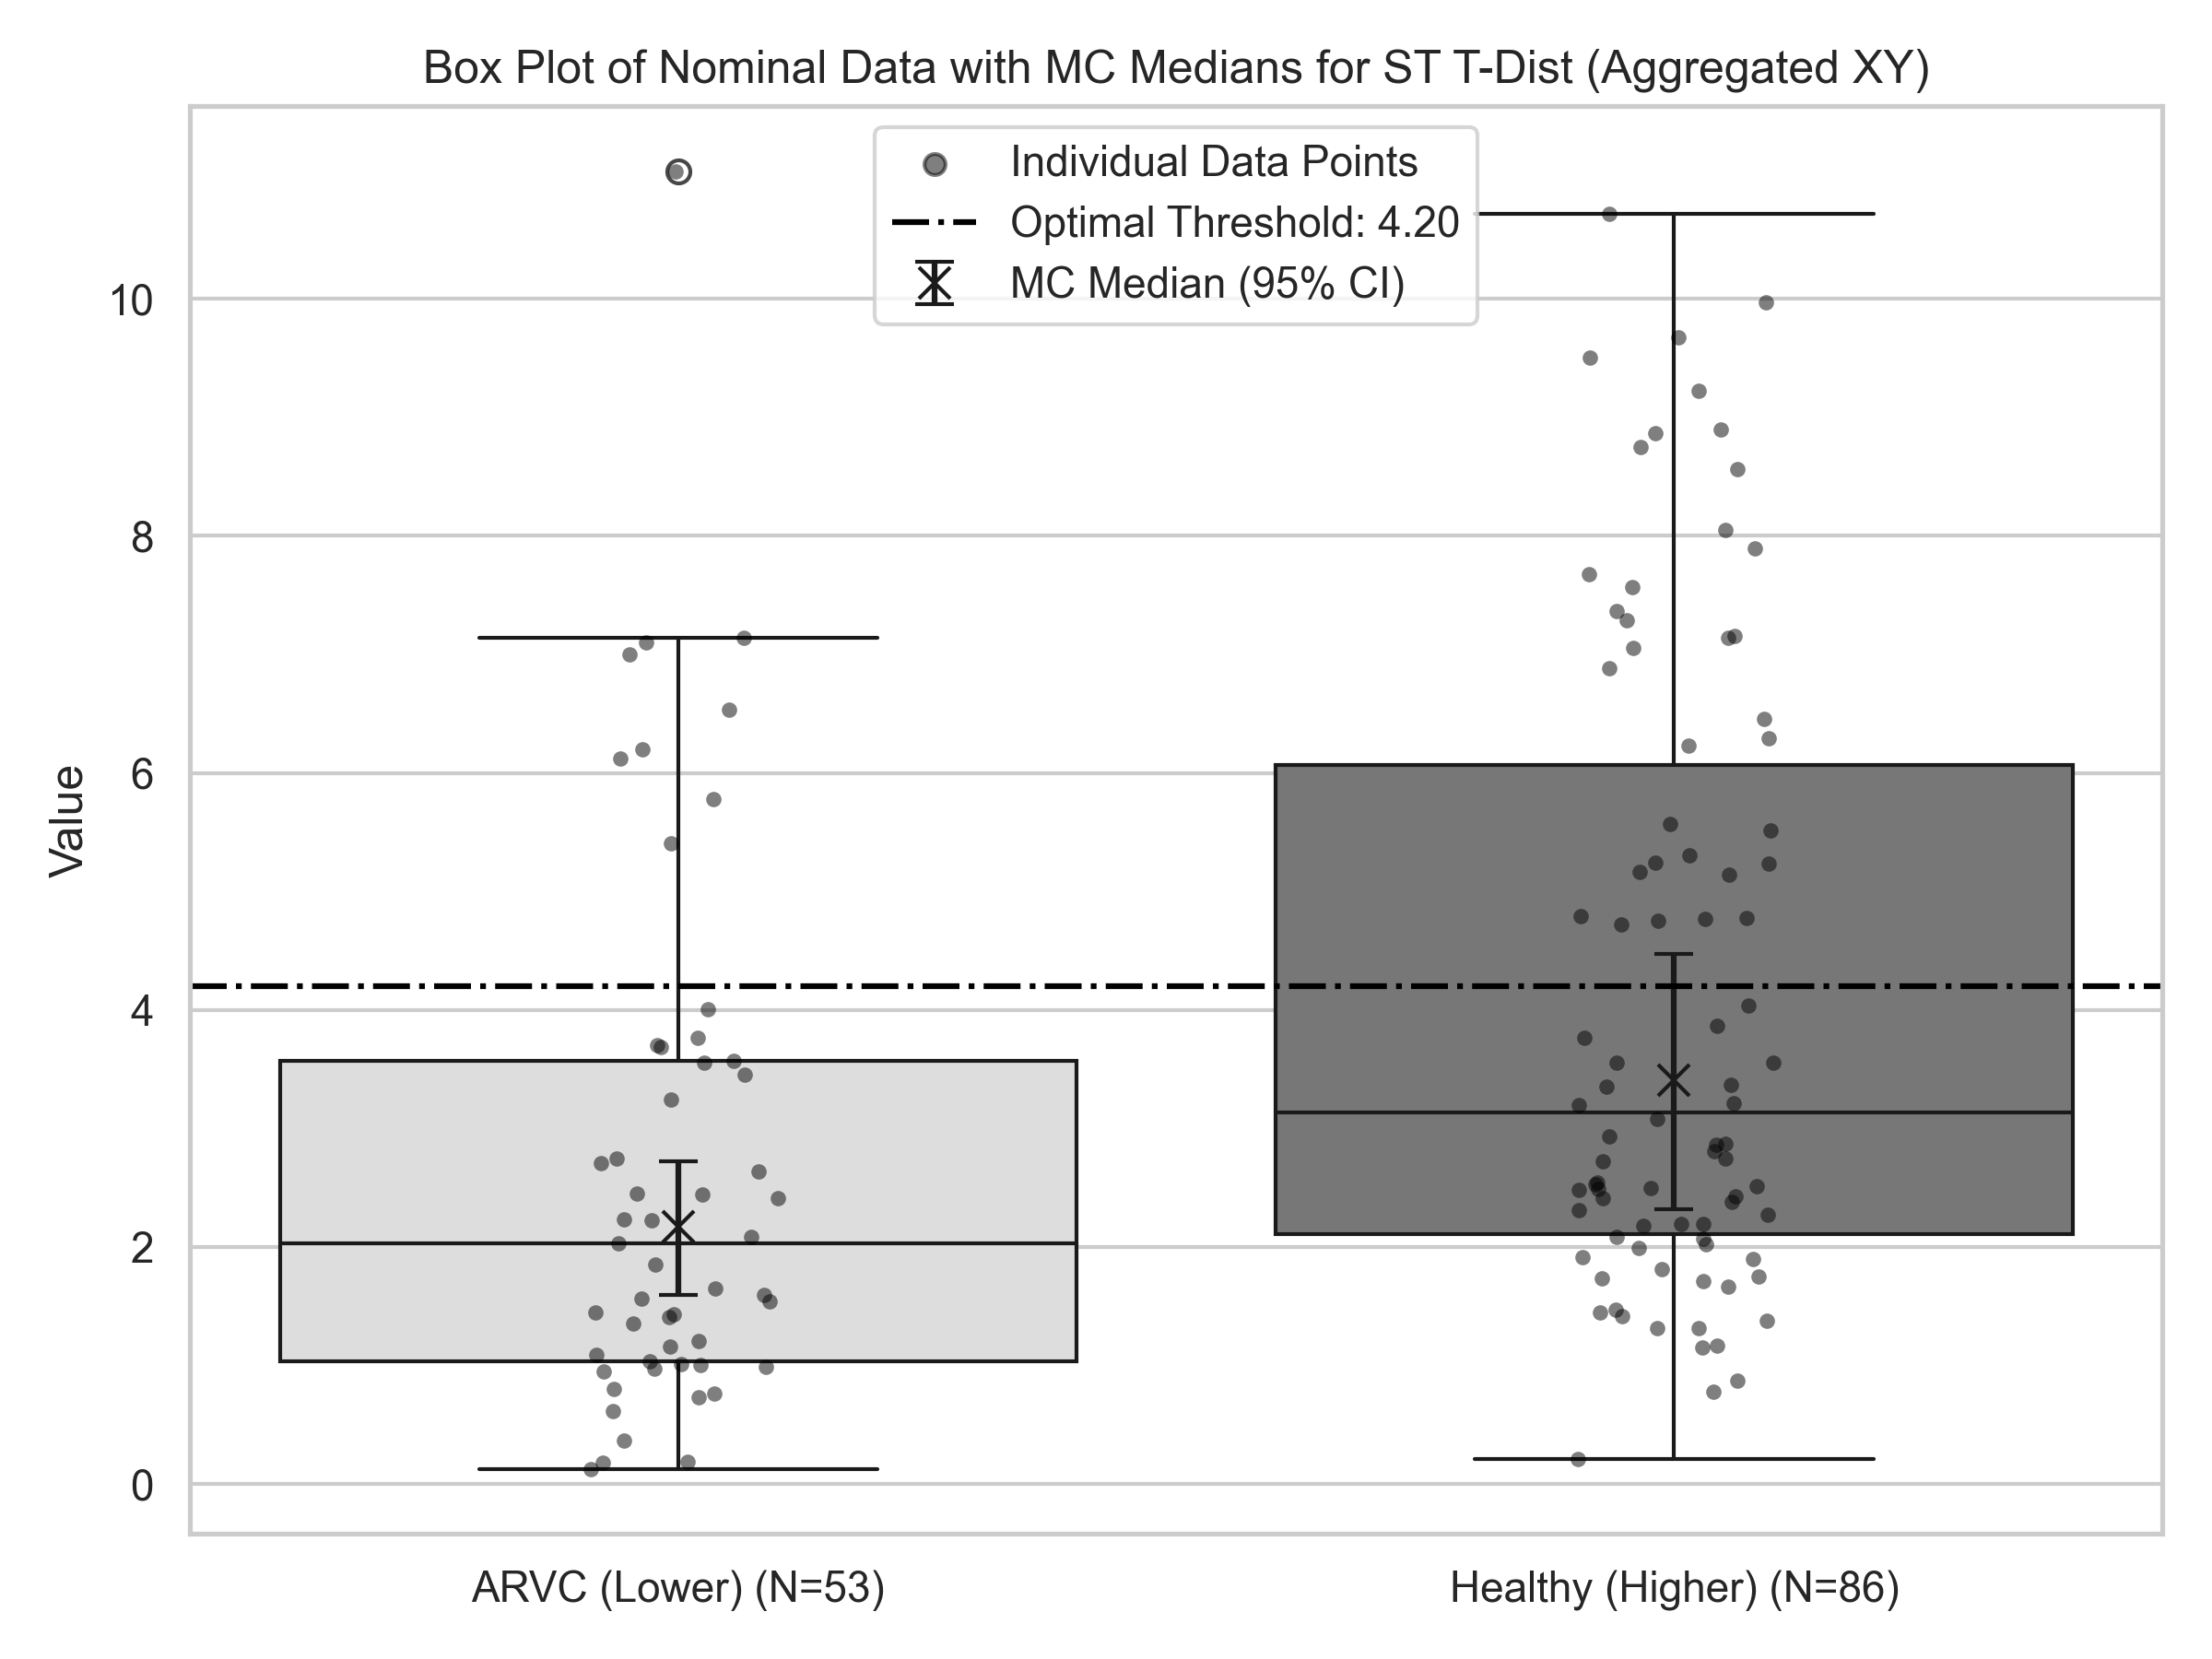 Box Plot of Nominal Data with MC Medians for ST T-Dist (Aggregated XY)
Individual Data Points
Optimal Threshold: 4.20
MC Median (95% CI)
10
8
6
4
2
0
Value
ARVC (Lower) (N=53)
Healthy (Higher) (N=86)